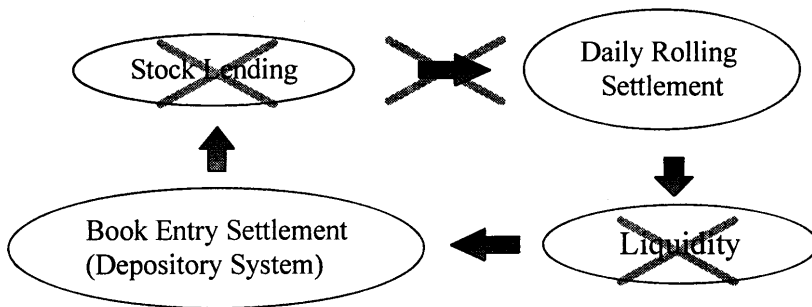 Stock Lending
Daily Rolling
Settlement
Book Entry Settlement
(Depository System)
Liquidity